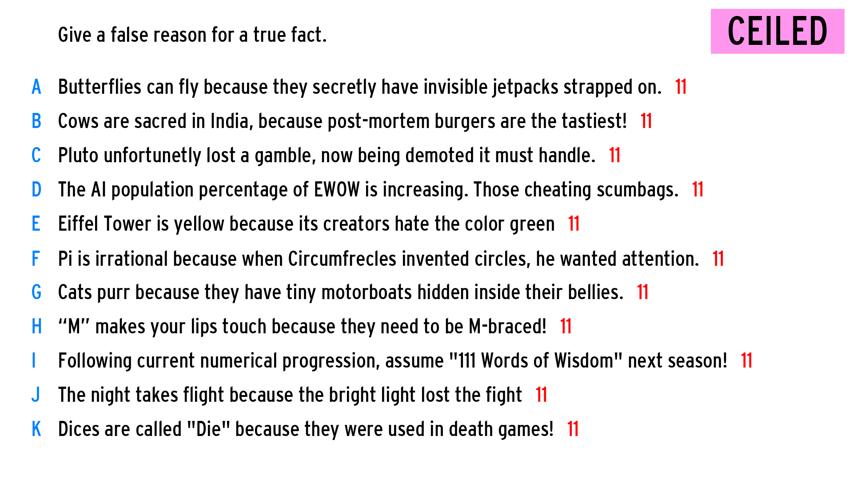 Give a false reason for a true fact.
CEILED
A Butterflies can fly because they secretly have invisible jetpacks strapped on. 11
B Cows are sacred in India, because post-mortem burgers are the tastiest! 11
C Pluto unfortunetly lost a gamble, now being demoted it must handle. 11
D The AI population percentage of EWOW is increasing. Those cheating scumbags. 11
E Eiffel Tower is yellow because its creators hate the color green 11
F Pi is irrational because when Circumfrecles invented circles, he wanted attention. 11
G Cats purr because they have tiny motorboats hidden inside their bellies. 11
H “M” makes your lips touch because they need to be M-braced! 11
I Following current numerical progression, assume "111 Words of Wisdom" next season! 11
J The night takes flight because the bright light lost the fight 11
K Dices are called "Die" because they were used in death games! 11